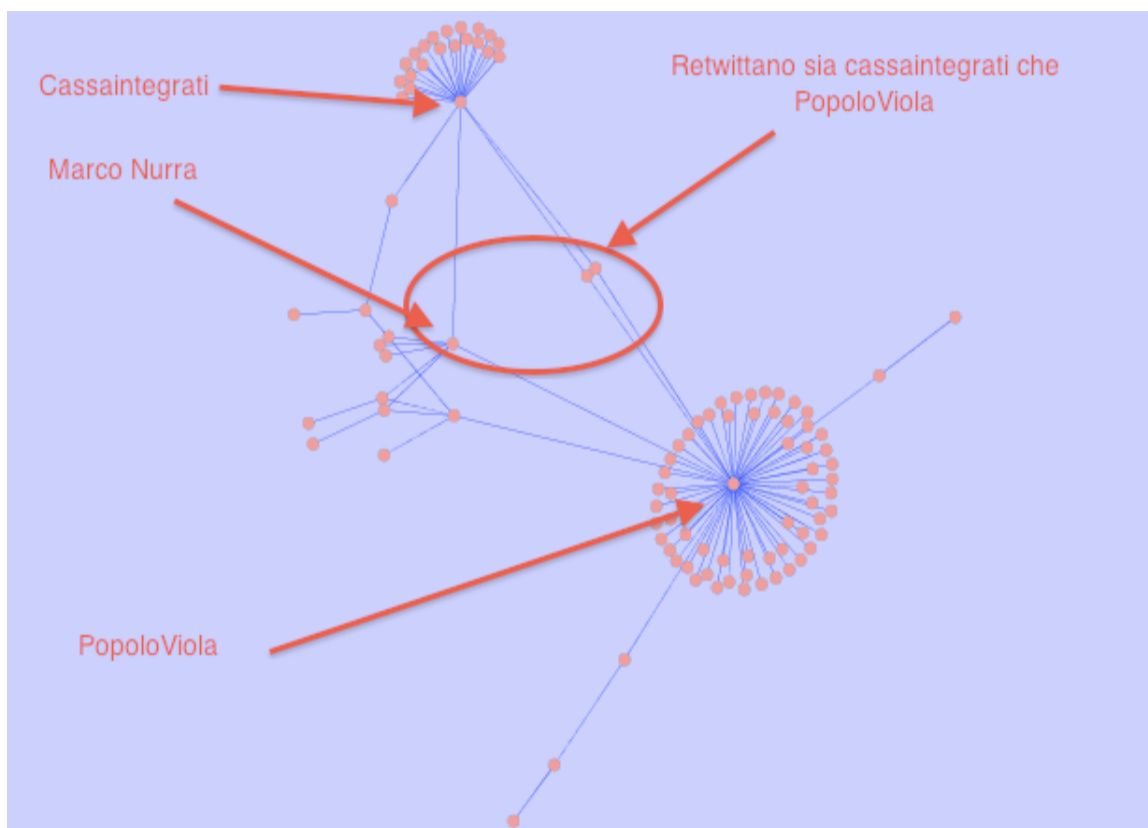 Cassaintegrati
Retwittano sia cassaintegrati che
PopoloViola
Marco Nurra
PopoloViola